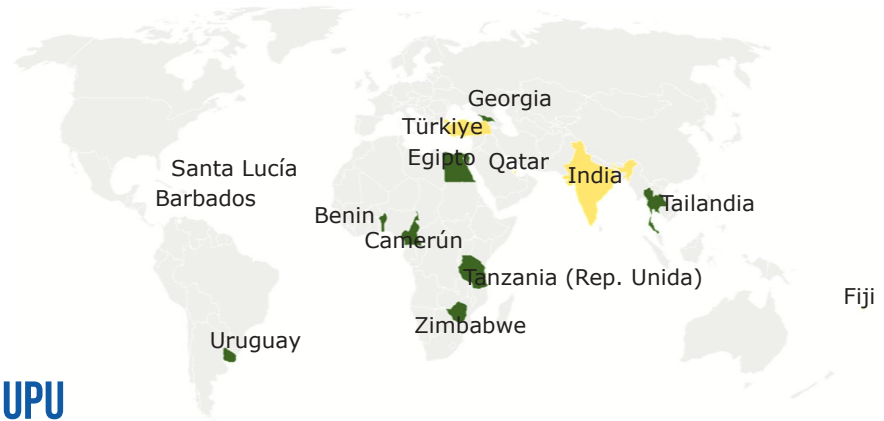 Georgia
Türkiye
Egipto
Qatar
Santa Lucía
India
Barbados
Tailandia
Benin
Camerún
Tanzania (Rep. Unida)
Fiji
Zimbabwe
Uruguay
UPU